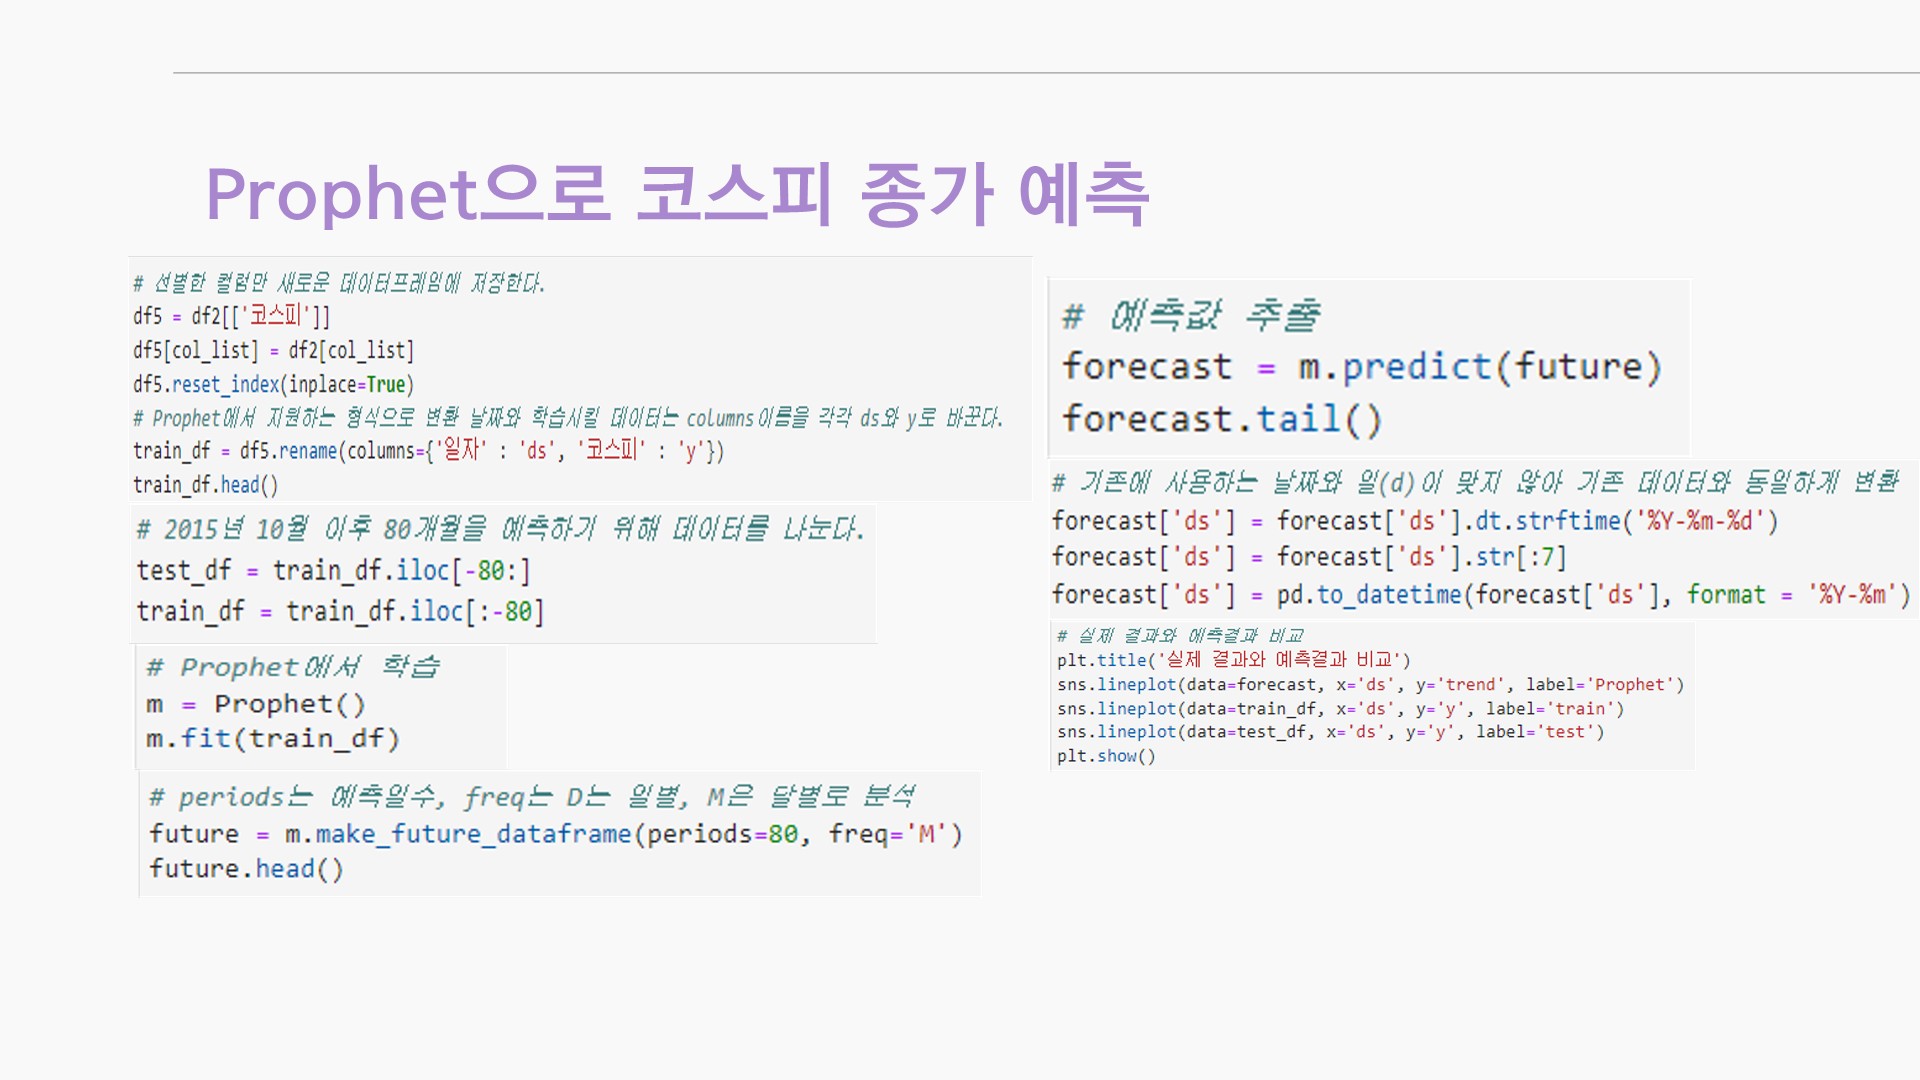 Prophet으로 코스피 종가 예측
# 선별한 컬럼만 새로운 데이터프레임에 저장한다.
df5 = df2[['코스피']]
df5[col_list] = df2[col_list]
df5.reset_index(inplace=True)
# Prophet에서 지원하는 형식으로 변환 날짜와 학습시킬 데이터는 columns이름을 각각 ds와 y로 바꾼다.
train_df = df5.rename(columns={'일자' : 'ds', '코스피' : 'y'})
train_df.head()
# 2015년 10월 이후 80개월을 예측하기 위해 데이터를 나눈다.
test_df = train_df.iloc[-80:]
train_df = train_df.iloc[:-80]
# Prophet에서 학습
m = Prophet()
m.fit(train_df)
# periods는 예측일수, freq는 D는 일별, M은 달별로 분석
future = m.make_future_dataframe(periods=80, freq='M')
future.head()
# 예측값 추출
forecast = m.predict(future)
forecast.tail()
# 기존에 사용하는 날짜와 일(d)이 맞지 않아 기존 데이터와 동일하게 변환
forecast['ds'] = forecast['ds'].dt.strftime('%Y-%m-%d')
forecast['ds'] = forecast['ds'].str[:7]
forecast['ds'] = pd.to_datetime(forecast['ds'], format = '%Y-%m')
# 실제 결과와 예측결과 비교
plt.title('실제 결과와 예측결과 비교')
sns.lineplot(data=forecast, x='ds', y='trend', label='Prophet')
sns.lineplot(data=train_df, x='ds', y='y', label='train')
sns.lineplot(data=test_df, x='ds', y='y', label='test')
plt.show()